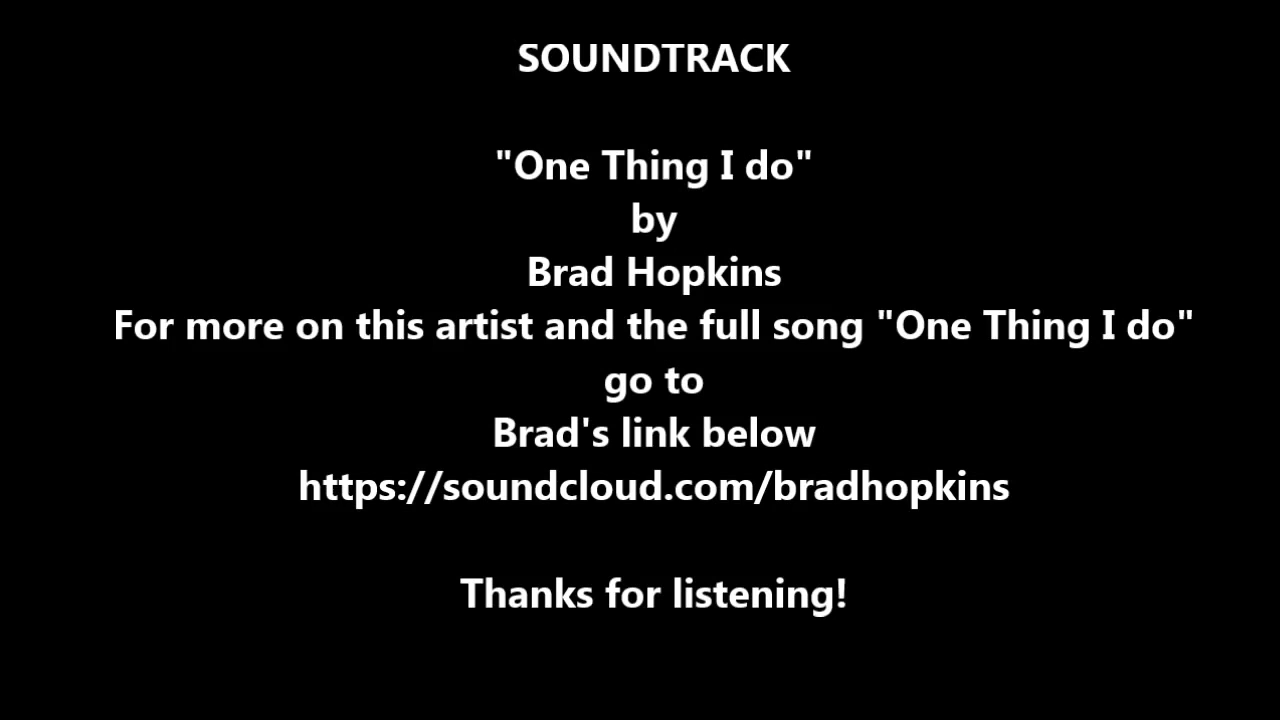 SOUNDTRACK
"One Thing I do"
by
Brad Hopkins
For more on this artist and the full song "One Thing I do"
go to
Brad's link below
https://soundcloud.com/bradhopkins
Thanks for listening!